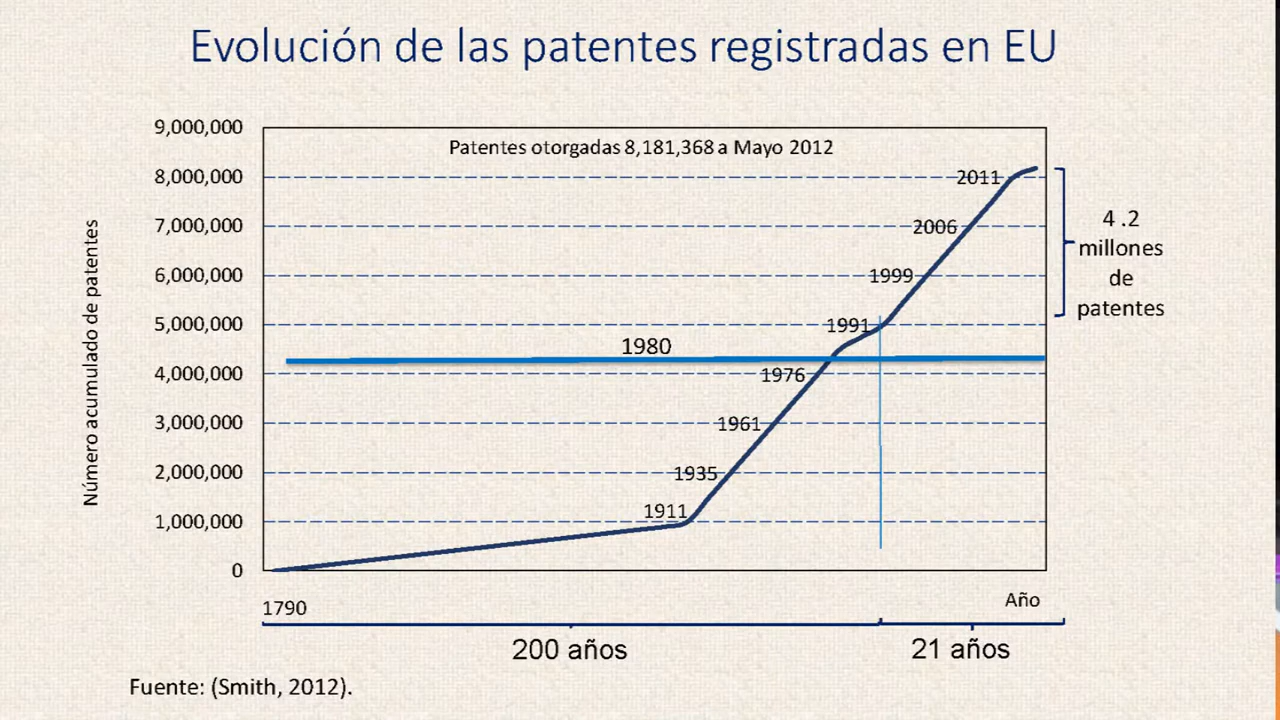 Evolución de las patentes registradas en EU
Patentes otorgadas 8,181,368 a Mayo 2012
Número acumulado de patentes
9,000,000
8,000,000
7,000,000
6,000,000
5,000,000
4,000,000
3,000,000
2,000,000
1,000,000
0
2011
2006
1999
1991
1980
1976
1961
1935
1911
4 .2
millones
de
patentes
1790
Año
200 años
21 años
Fuente: (Smith, 2012).